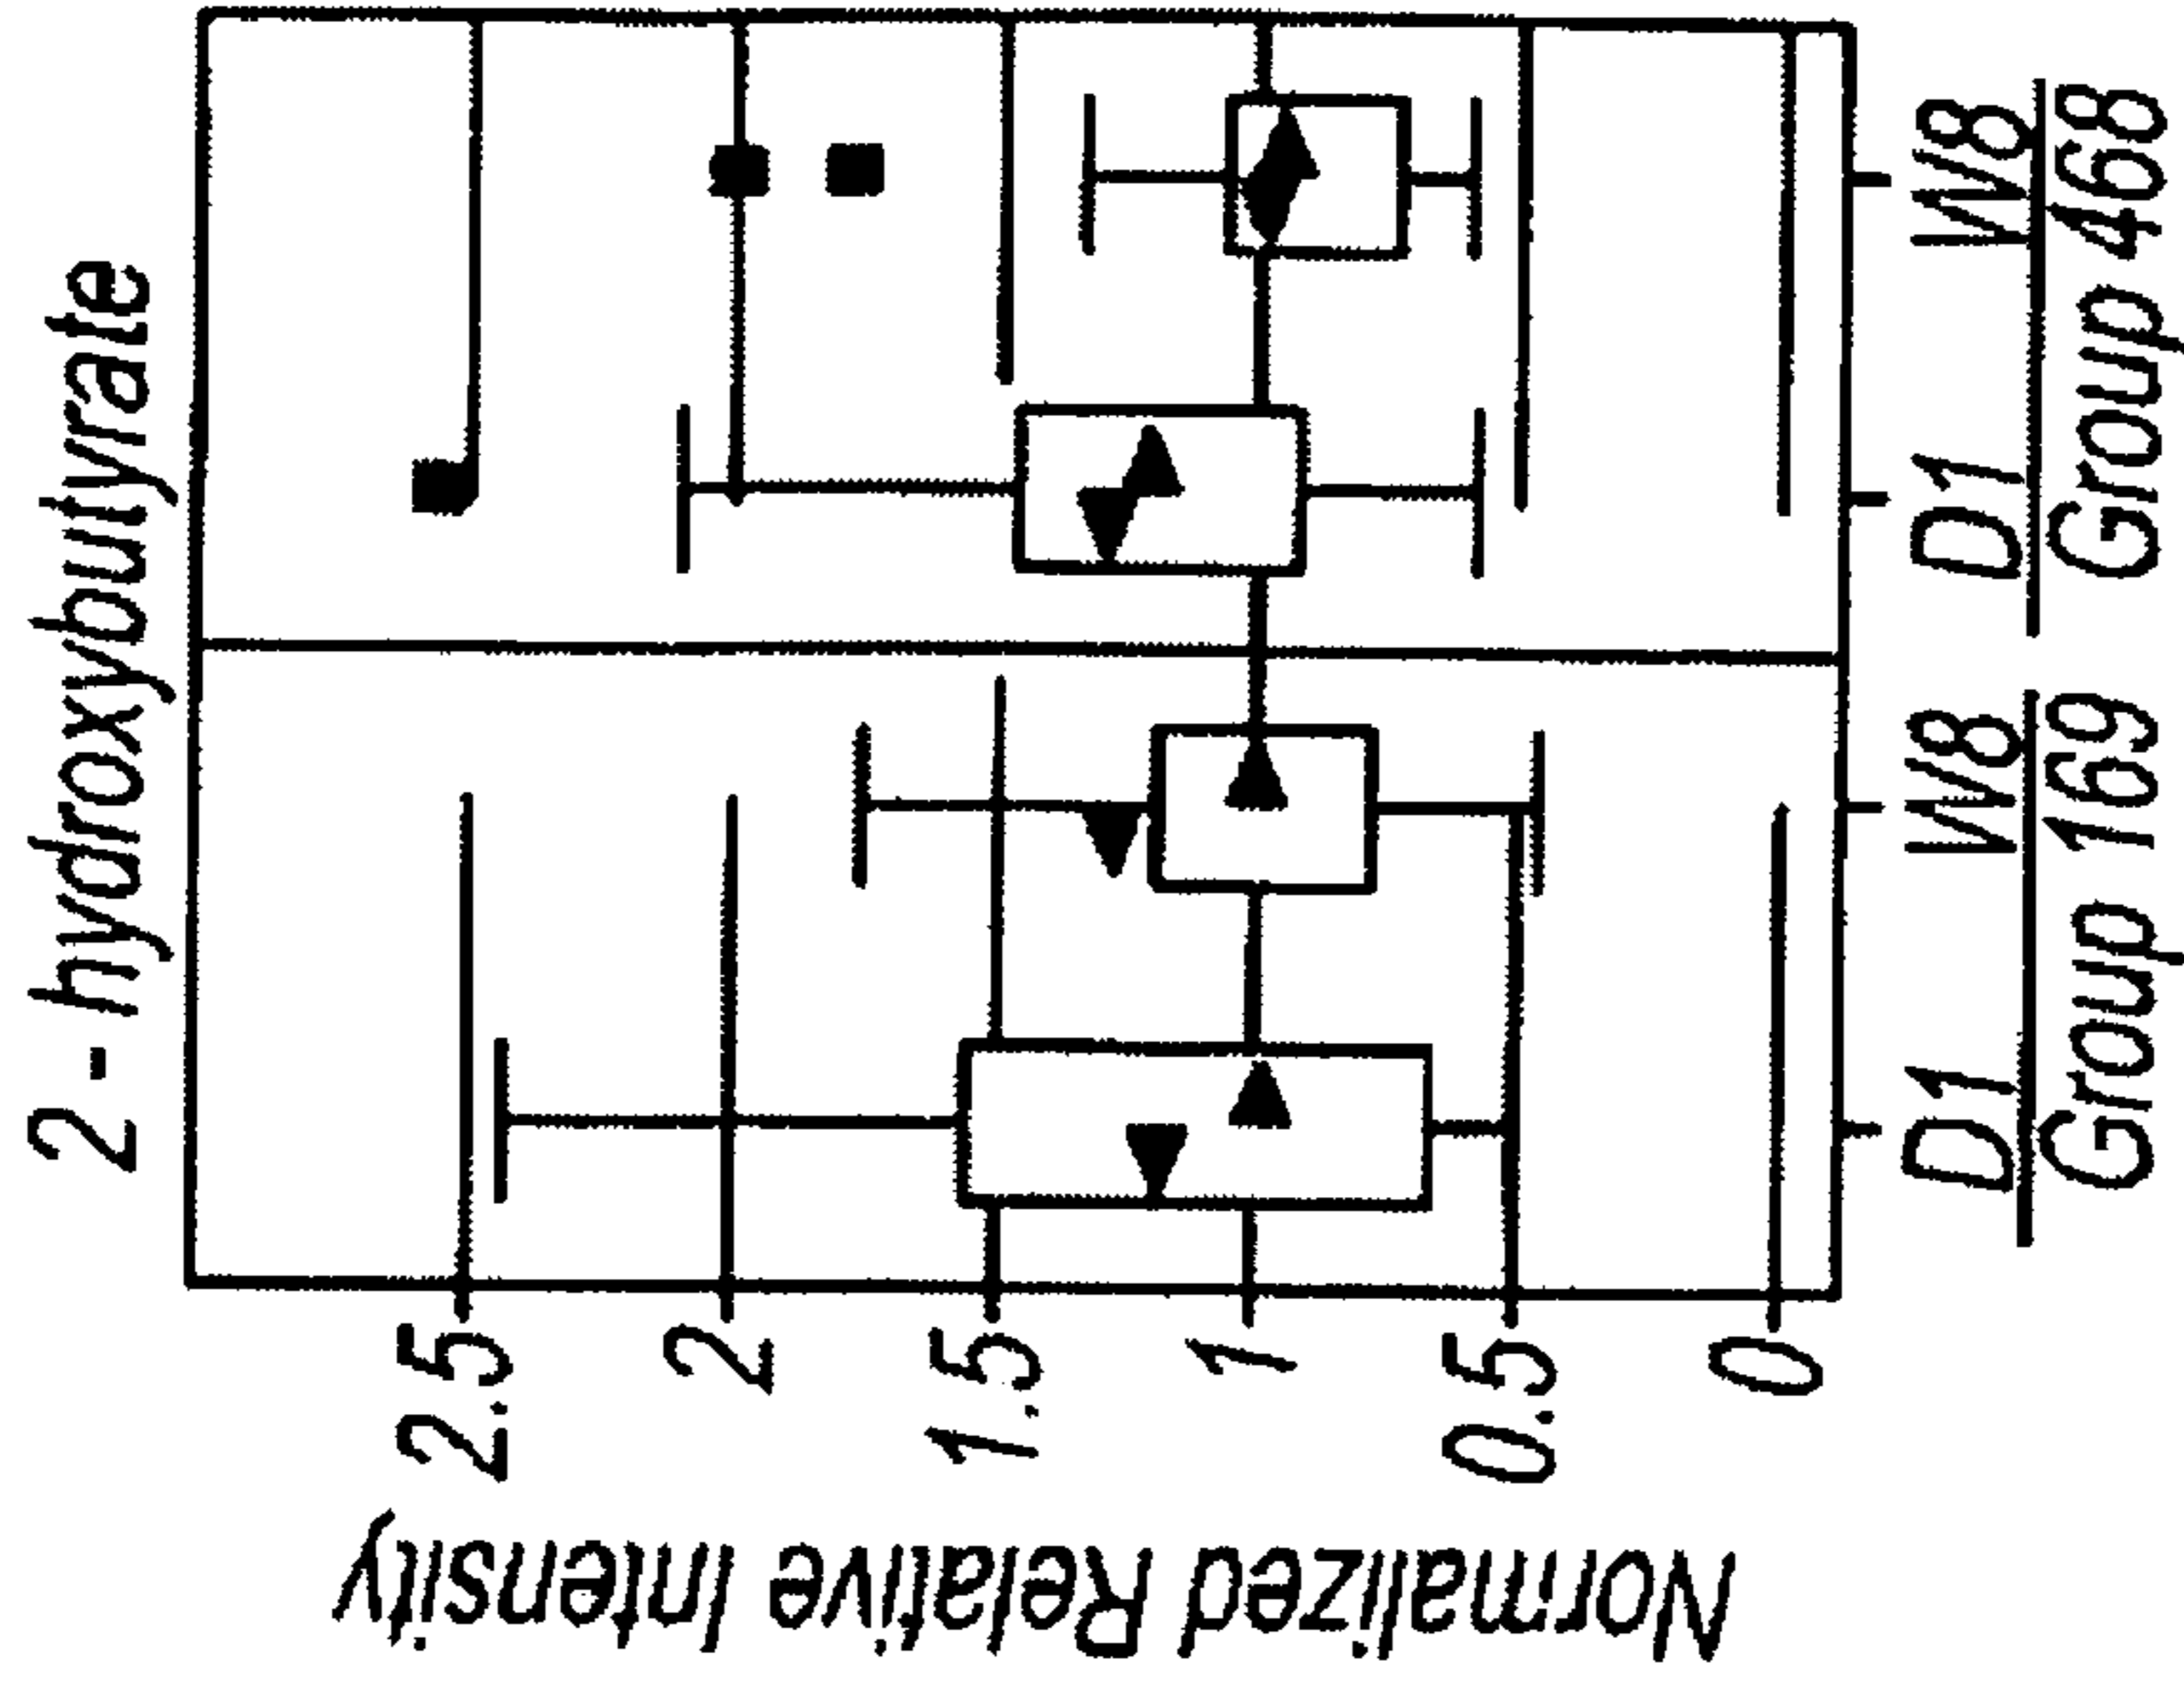 2 - hydroxybutyrate
Normalized Relative Intensity
2.5
2
1.5
1
0.5
0
D1 W8 D1 W8
Group 169 Group 468